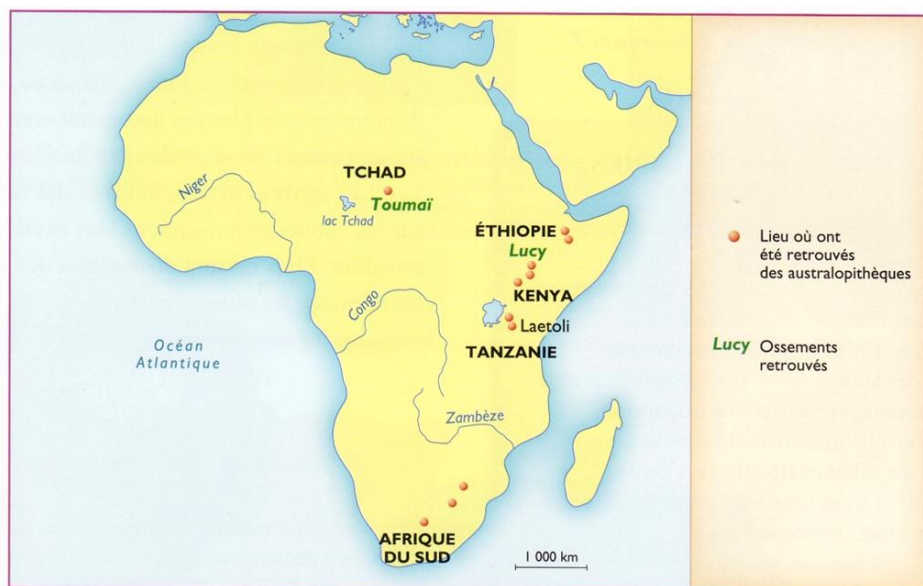 TCHAD
Toumaï
Niger
lac Tchad
ÉTHIOPIE
Lucy
KENYA
Congo
Laetoli
TANZANIE
Océan
Atlantique
Zambèze
AFRIQUE
DU SUD
1 000 km
Lieu où ont
été retrouvés
des australopithèques
Lucy Ossements
retrouvés